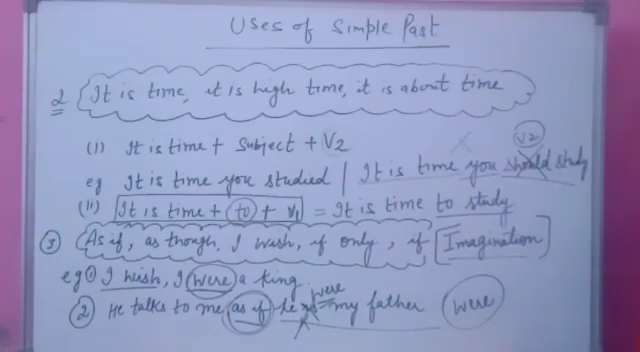 Uses of Simple Past
2 It is time, it is high time, it is about time
(i) It is time + Subject + V2
eg It is time you studied | It is time you should study V2
(ii) It is time + to + V1 = It is time to study
③ As if, as though, I wish, if only, if [Imagination]
eg ① I wish, I were a king.
② He talks to me as if he were my father were